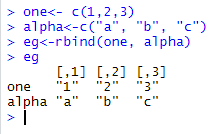 > one<- c(1,2,3)
> alpha<-c("a", "b", "c")
> eg<-rbind(one, alpha)
> eg
      [,1] [,2] [,3]
one   "1"  "2"  "3"
alpha "a"  "b"  "c"
>